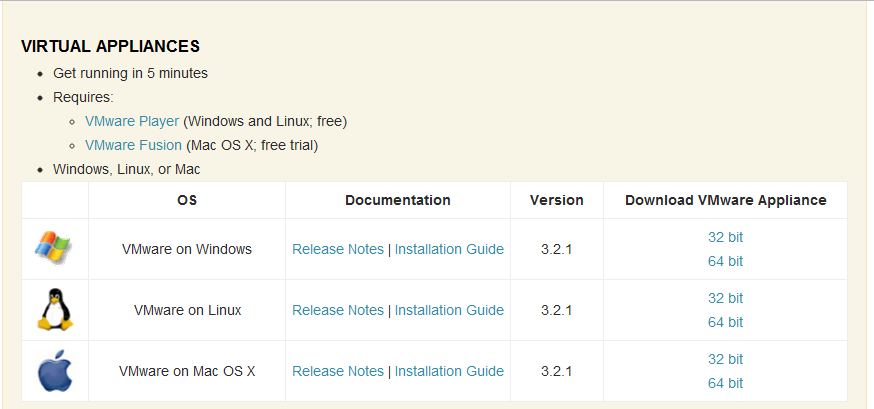 VIRTUAL APPLIANCES
Get running in 5 minutes
Requires:
VMware Player (Windows and Linux; free)
VMware Fusion (Mac OS X; free trial)
Windows, Linux, or Mac
OS Documentation Version Download VMware Appliance
VMware on Windows Release Notes | Installation Guide 3.2.1 32 bit
64 bit
VMware on Linux Release Notes | Installation Guide 3.2.1 32 bit
64 bit
VMware on Mac OS X Release Notes | Installation Guide 3.2.1 32 bit
64 bit